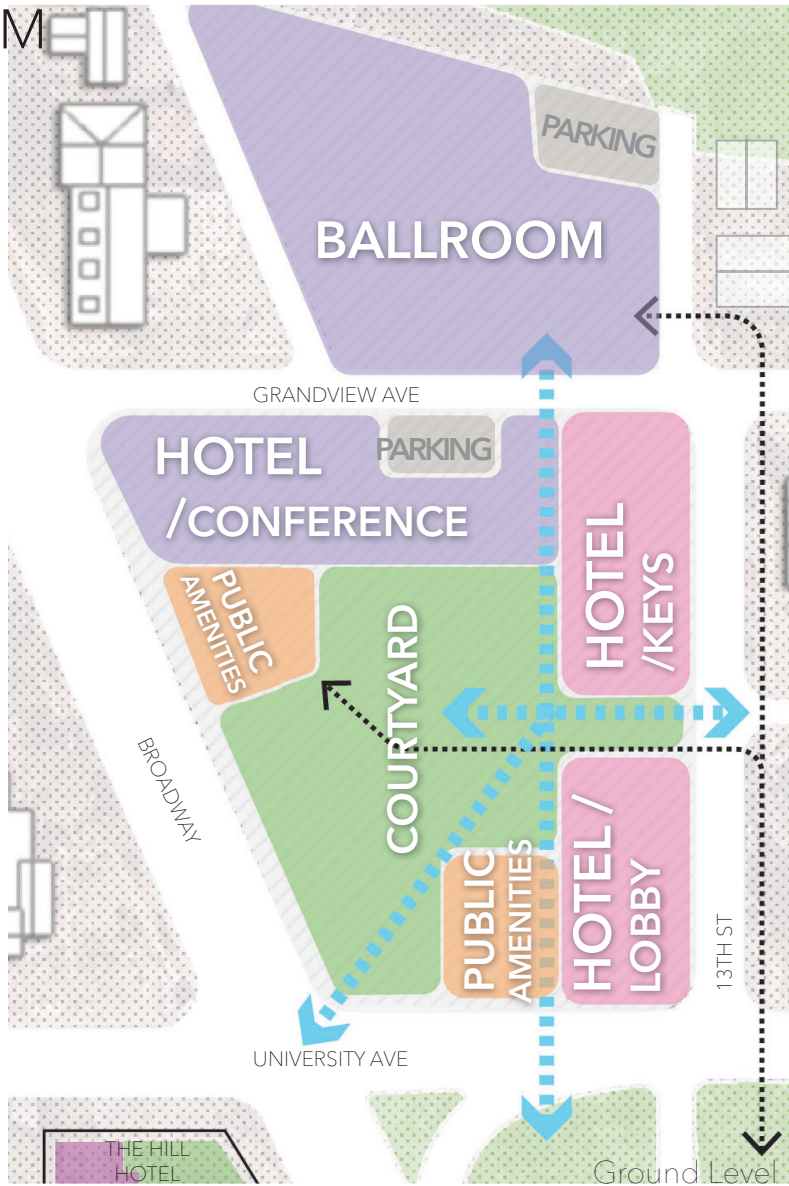 M
PARKING
BALLROOM
GRANDVIEW AVE
HOTEL
/CONFERENCE
PARKING
HOTEL
/KEYS
PUBLIC
AMENITIES
COURTYARD
BROADWAY
PUBLIC
AMENITIES
HOTEL /
LOBBY
13TH ST
UNIVERSITY AVE
THE HILL
HOTEL
Ground Level